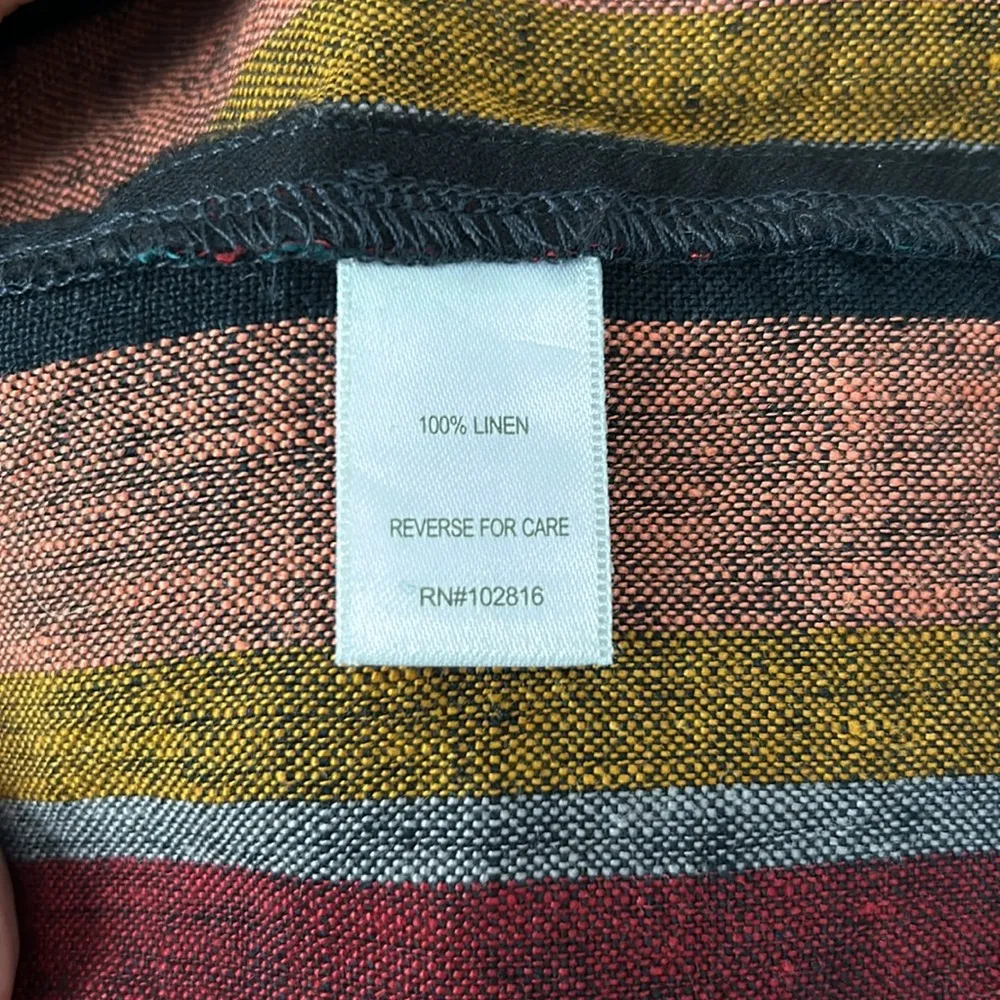 100% LINEN
REVERSE FOR CARE
RN#102816